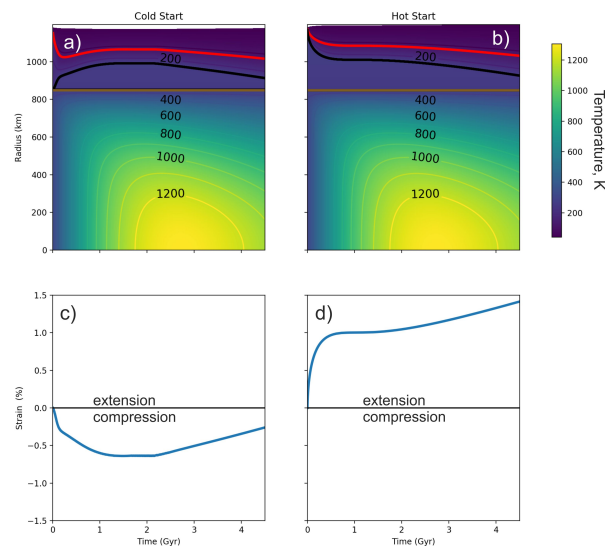 Cold Start
Hot Start
a)
b)
Radius (km)
1000
800
600
400
200
0
200
400
600
800
1000
1200
200
400
600
800
1000
1200
1200
1000
800
600
400
200
Temperature, K
c)
d)
Strain (%)
1.5
1.0
0.5
0.0
−0.5
−1.0
−1.5
extension
compression
extension
compression
0 1 2 3 4
0 1 2 3 4
Time (Gyr)
Time (Gyr)